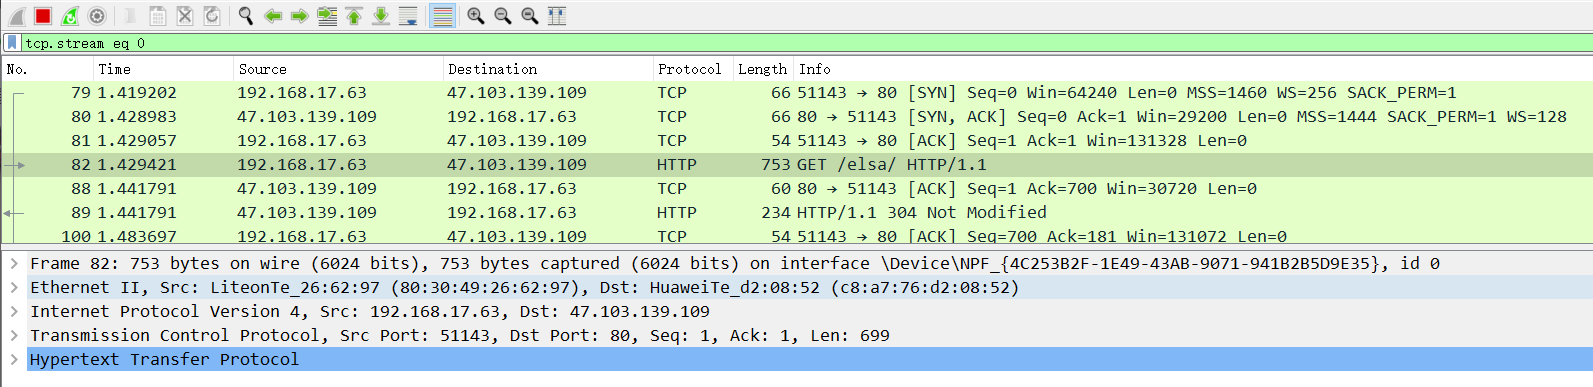 tcp.stream eq 0
No. Time Source Destination Protocol Length Info
79 1.419202 192.168.17.63 47.103.139.109 TCP 66 51143 → 80 [SYN] Seq=0 Win=64240 Len=0 MSS=1460 WS=256 SACK_PERM=1
80 1.428983 47.103.139.109 192.168.17.63 TCP 66 80 → 51143 [SYN, ACK] Seq=0 Ack=1 Win=29200 Len=0 MSS=1444 SACK_PERM=1 WS=128
81 1.429057 192.168.17.63 47.103.139.109 TCP 54 51143 → 80 [ACK] Seq=1 Ack=1 Win=131328 Len=0
82 1.429421 192.168.17.63 47.103.139.109 HTTP 753 GET /elsa/ HTTP/1.1
88 1.441791 47.103.139.109 192.168.17.63 TCP 60 80 → 51143 [ACK] Seq=1 Ack=700 Win=30720 Len=0
89 1.441791 47.103.139.109 192.168.17.63 HTTP 234 HTTP/1.1 304 Not Modified
100 1.483697 192.168.17.63 47.103.139.109 TCP 54 51143 → 80 [ACK] Seq=700 Ack=181 Win=131072 Len=0
Frame 82: 753 bytes on wire (6024 bits), 753 bytes captured (6024 bits) on interface \Device\NPF_{4C253B2F-1E49-43AB-9071-941B2B5D9E35}, id 0
Ethernet II, Src: LiteonTe_26:62:97 (80:30:49:26:62:97), Dst: HuaweiTe_d2:08:52 (c8:a7:76:d2:08:52)
Internet Protocol Version 4, Src: 192.168.17.63, Dst: 47.103.139.109
Transmission Control Protocol, Src Port: 51143, Dst Port: 80, Seq: 1, Ack: 1, Len: 699
Hypertext Transfer Protocol